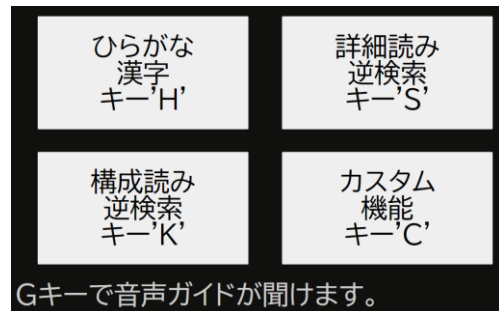 ひらがな
漢字
キー’H’
詳細読み
逆検索
キー’S’
構成読み
逆検索
キー’K’
カスタム
機能
キー’C’
Gキーで音声ガイドが聞けます。